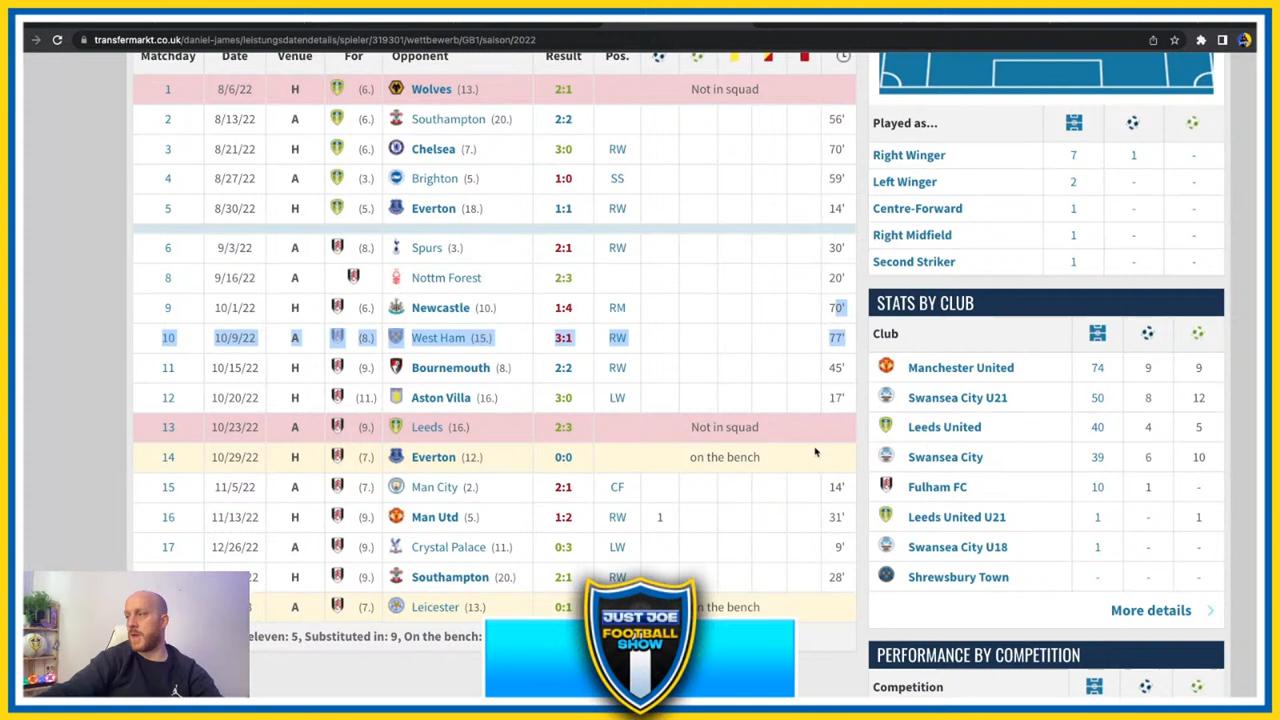 transfermarkt.co.uk/daniel-james/leistungsdatendetails/spieler/319301/wettbewerb/GB1/saison/2022
Matchday Date Venue For Opponent Result Pos.
1 8/6/22 H (6.) Wolves (13.) 2:1 Not in squad
2 8/13/22 A (6.) Southampton (20.) 2:2 56'
3 8/21/22 H (6.) Chelsea (7.) 3:0 RW 70'
4 8/27/22 A (3.) Brighton (5.) 1:0 SS 59'
5 8/30/22 H (5.) Everton (18.) 1:1 RW 14'
6 9/3/22 A (8.) Spurs (3.) 2:1 RW 30'
8 9/16/22 A Nottm Forest 2:3 20'
9 10/1/22 H (6.) Newcastle (10.) 1:4 RM 70'
10 10/9/22 A (8.) West Ham (15.) 3:1 RW 77'
11 10/15/22 H (9.) Bournemouth (8.) 2:2 RW 45'
12 10/20/22 H (11.) Aston Villa (16.) 3:0 LW 17'
13 10/23/22 A (9.) Leeds (16.) 2:3 Not in squad
14 10/29/22 H (7.) Everton (12.) 0:0 on the bench
15 11/5/22 A (7.) Man City (2.) 2:1 CF 14'
16 11/13/22 H (9.) Man Utd (5.) 1:2 RW 1 31'
17 12/26/22 A (9.) Crystal Palace (11.) 0:3 LW 9'
22 H (9.) Southampton (20.) 2:1 RW 28'
A (7.) Leicester (13.) 0:1 the bench
eleven: 5, Substituted in: 9, On the bench:
Played as...
Right Winger 7 1 -
Left Winger 2 - -
Centre-Forward 1 - -
Right Midfield 1 - -
Second Striker 1 - -
STATS BY CLUB
Club
Manchester United 74 9 9
Swansea City U21 50 8 12
Leeds United 40 4 5
Swansea City 39 6 10
Fulham FC 10 1 -
Leeds United U21 1 - 1
Swansea City U18 1 - -
Shrewsbury Town - - -
More details
PERFORMANCE BY COMPETITION
Competition
JUST JOE
FOOTBALL
SHOW